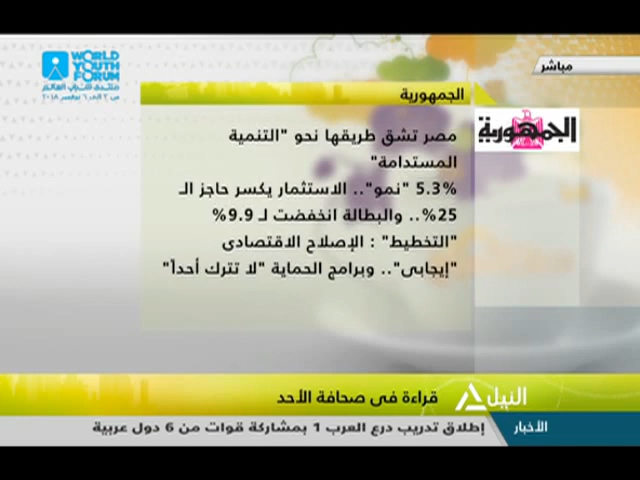 WORLD
YOUTH
FORUM
منتدى شباب العالم
مباشر
الجمهورية
الجمهورية
مصر تشق طريقها نحو "التنمية
المستدامة"
5.3% "نمو".. الاستثمار يكسر حاجز الـ
25%.. والبطالة انخفضت لـ 9.9%
"التخطيط" : الإصلاح الاقتصادى
"إيجابى".. وبرامج الحماية "لا تترك أحداً"
النيل
قراءة فى صحافة الأحد
الأخبار
إطلاق تدريب درع العرب 1 بمشاركة قوات من 6 دول عربية